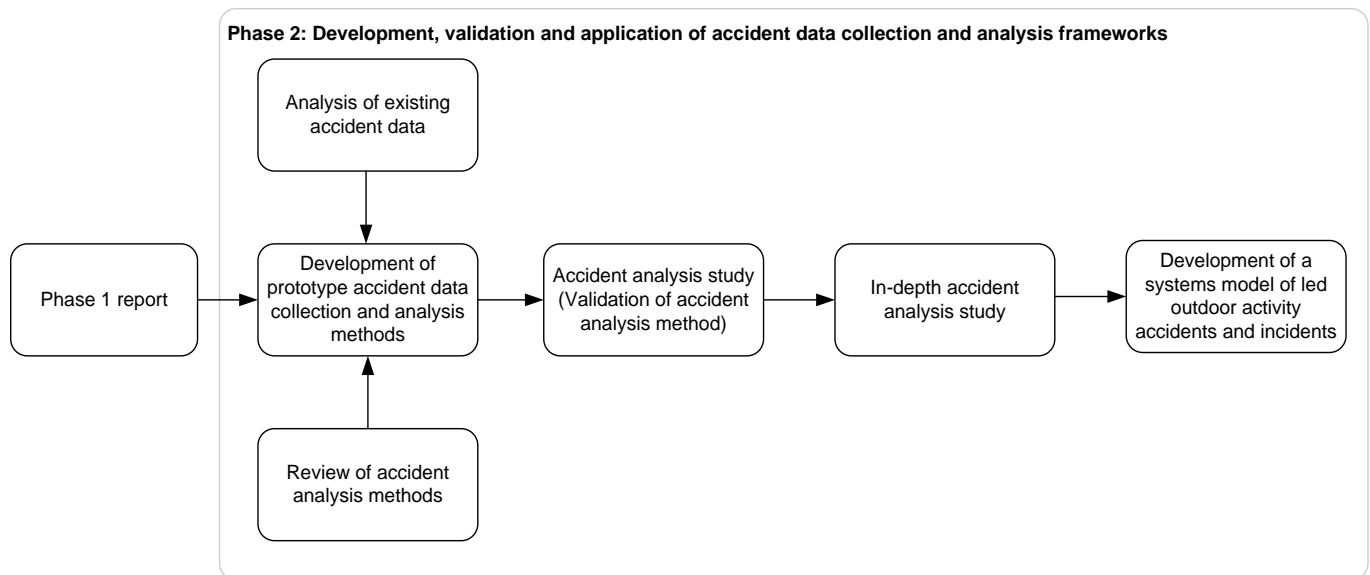 Phase 2: Development, validation and application of accident data collection and analysis frameworks
Analysis of existing
accident data
Phase 1 report
Development of
prototype accident data
collection and analysis
methods
Accident analysis study
(Validation of accident
analysis method)
In-depth accident
analysis study
Development of a
systems model of led
outdoor activity
accidents and incidents
Review of accident
analysis methods